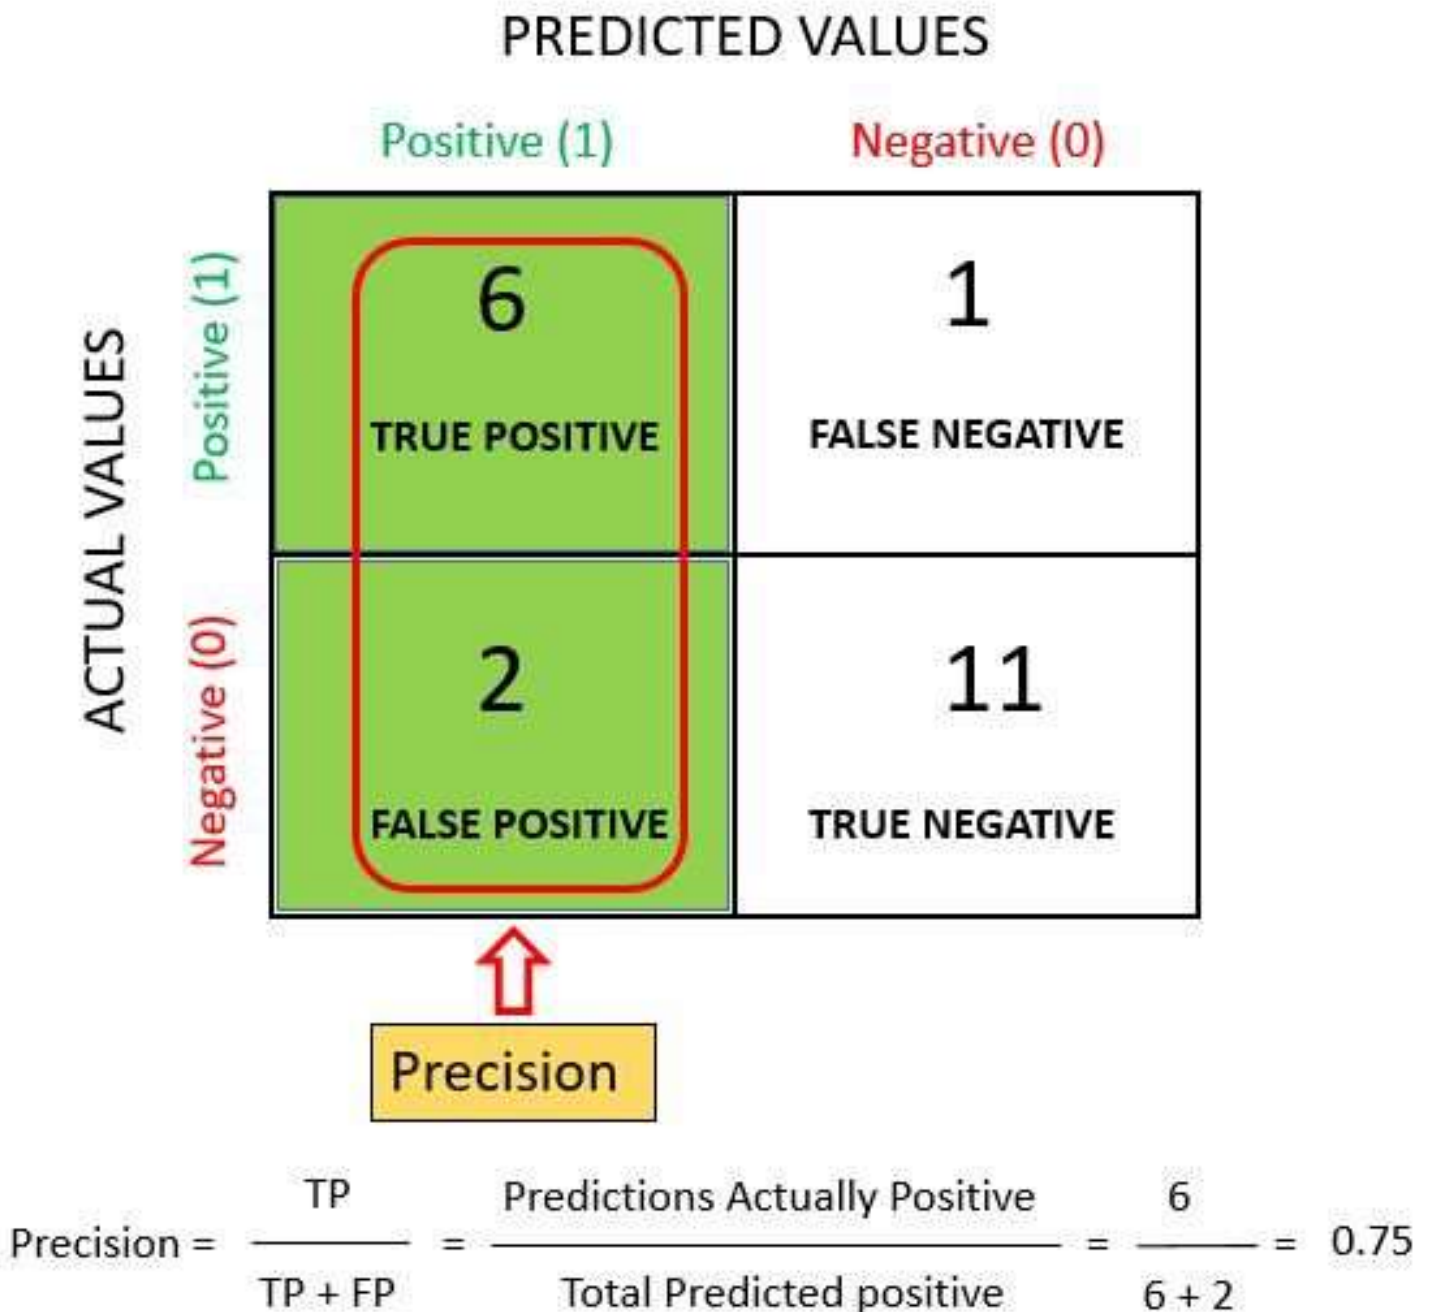 PREDICTED VALUES
Positive (1) Negative (0)
ACTUAL VALUES
Positive (1)
6 1
TRUE POSITIVE FALSE NEGATIVE
Negative (0)
2 11
FALSE POSITIVE TRUE NEGATIVE
Precision
Precision = TP / TP + FP = Predictions Actually Positive / Total Predicted positive = 6 / 6 + 2 = 0.75